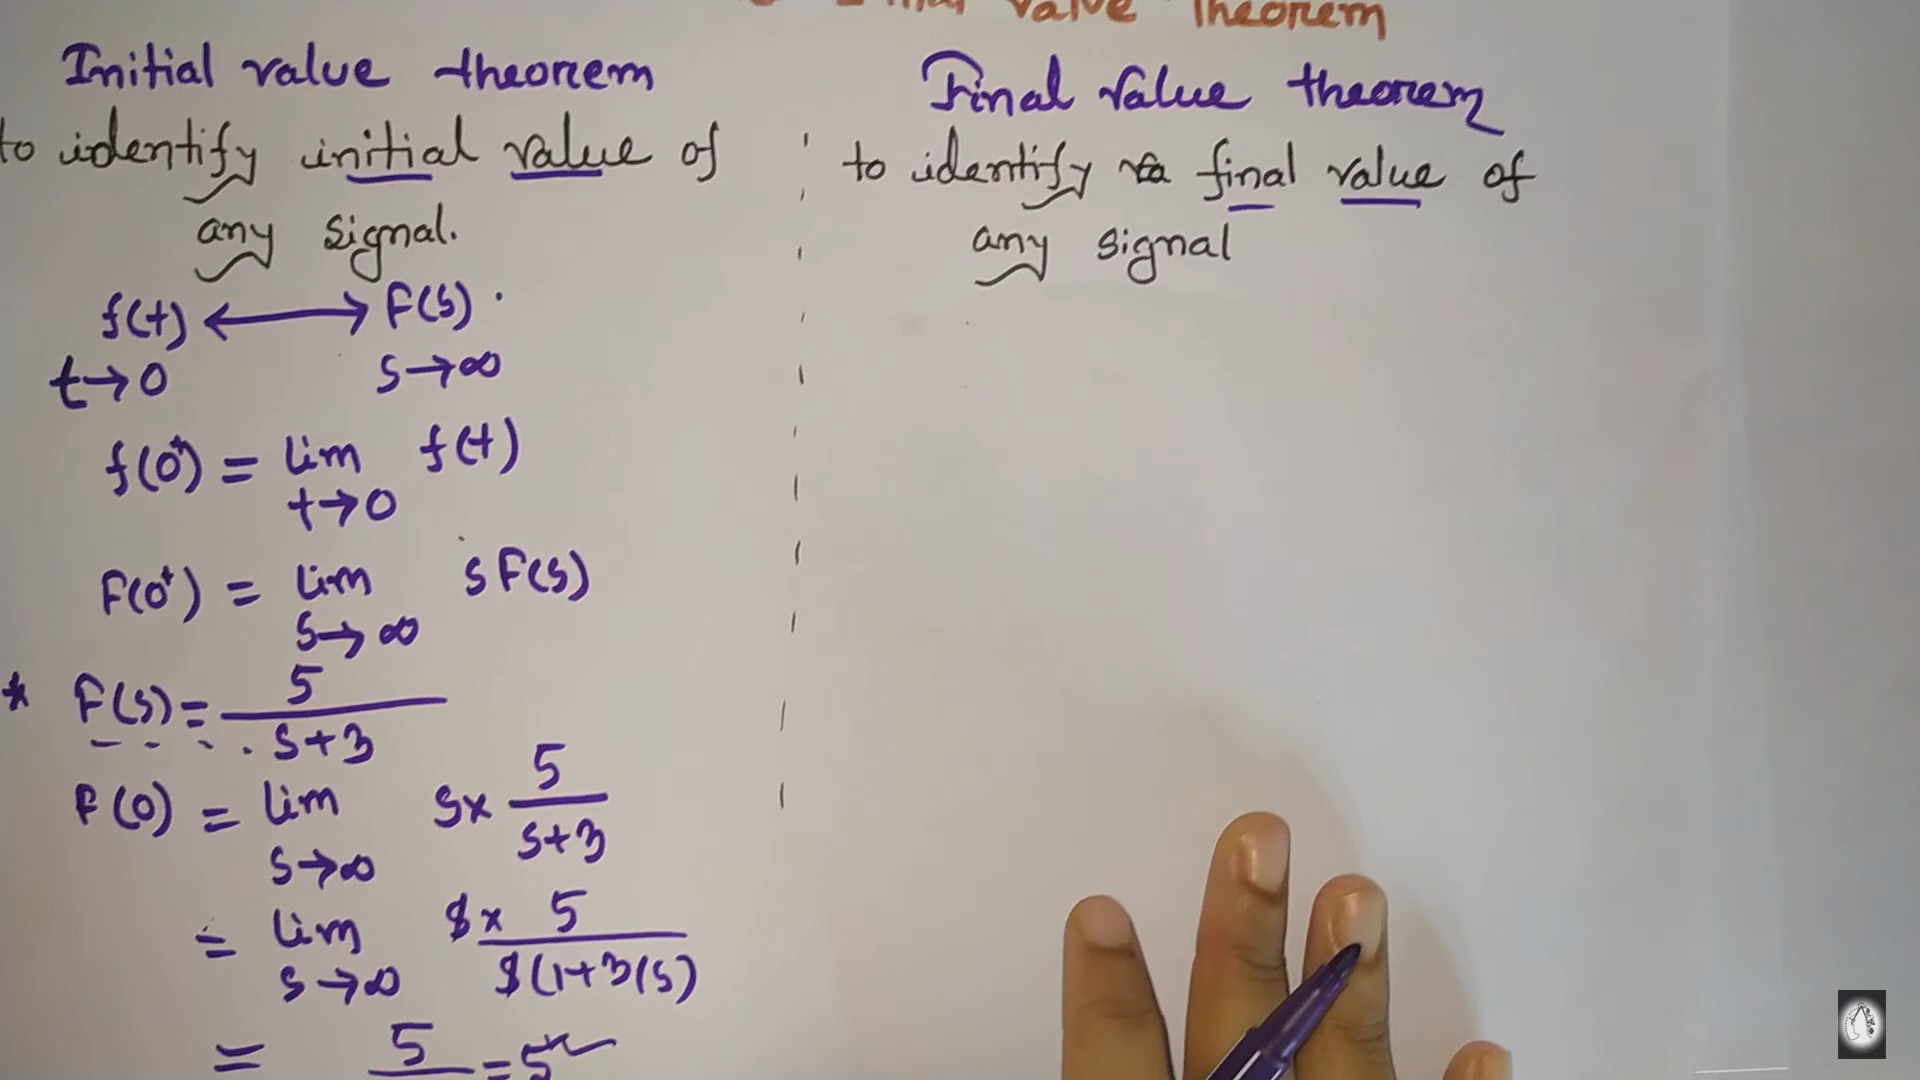 Value Theorem
Initial value theorem
to identify initial value of
any signal.
f(t) ⟷ F(s)
t→0 s→∞
f(0⁺) = lim f(t)
t→0
F(0⁺) = lim sF(s)
s→∞
* F(s) = 5
s+3
F(0) = lim s× 5
s→∞ s+3
= lim s× 5
s→∞ s(1+3/s)
= 5 = 5
Final value theorem
to identify final value of
any signal